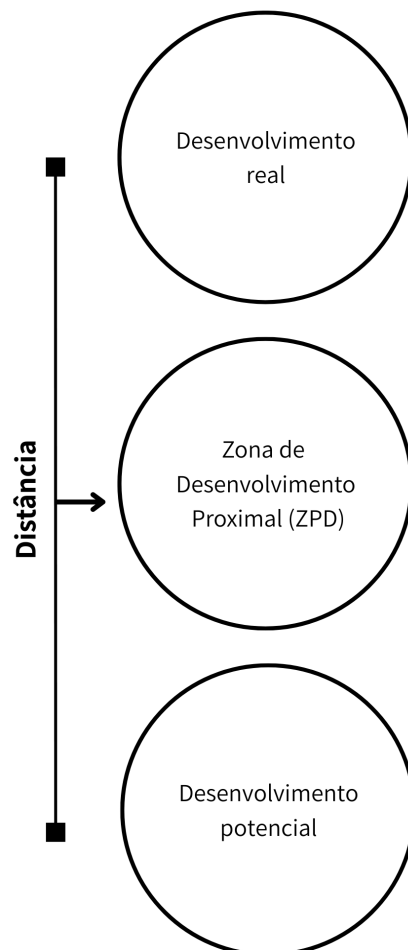 Desenvolvimento
real
Distância
Zona de
Desenvolvimento
Proximal (ZPD)
Desenvolvimento
potencial